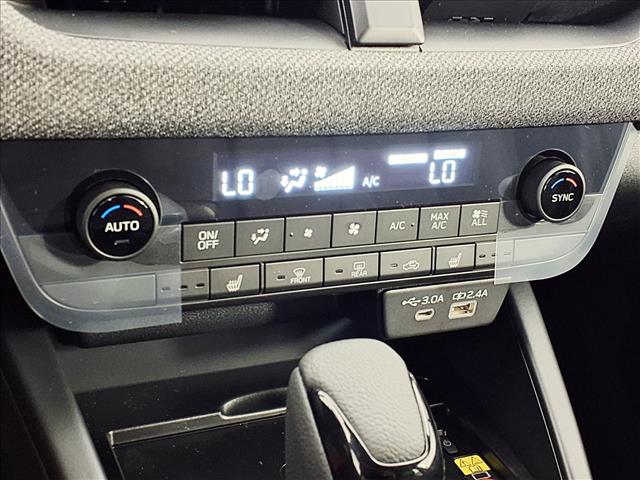 LO A/C LO
AUTO
SYNC
ON/
OFF
A/C
MAX
A/C
ALL
FRONT
REAR
3.0A
2.4A